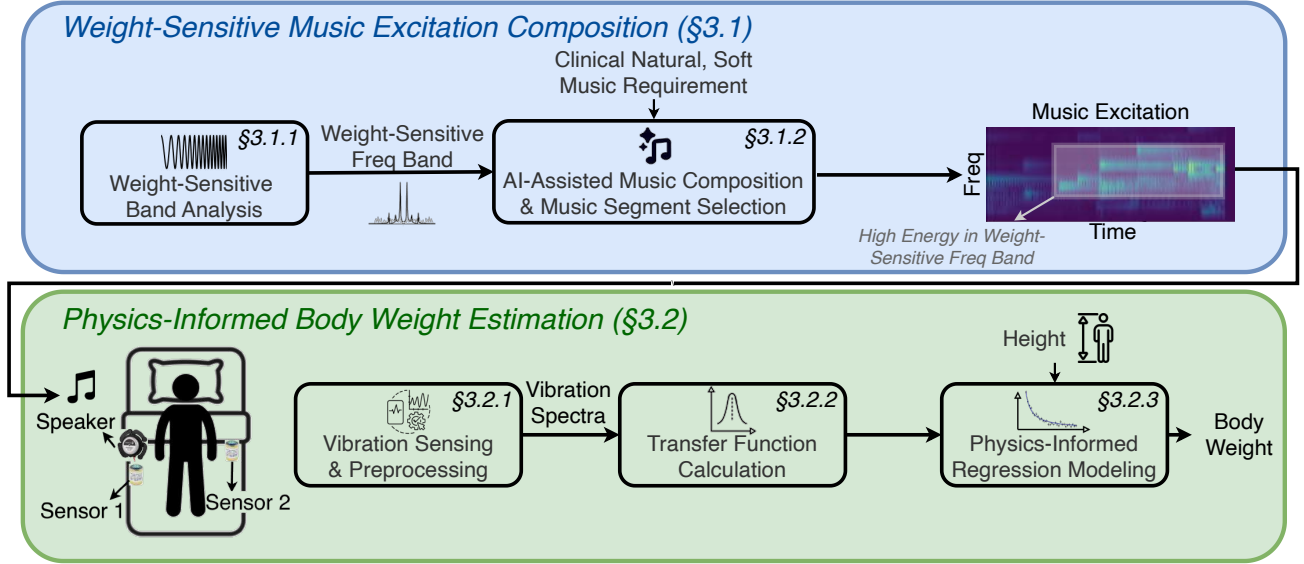 Weight-Sensitive Music Excitation Composition (§3.1)
Clinical Natural, Soft
Music Requirement
§3.1.1
Weight-Sensitive
Band Analysis
Weight-Sensitive
Freq Band
§3.1.2
AI-Assisted Music Composition
& Music Segment Selection
Music Excitation
Freq
Time
High Energy in Weight-
Sensitive Freq Band
Physics-Informed Body Weight Estimation (§3.2)
Speaker
Sensor 1
Sensor 2
§3.2.1
Vibration Sensing
& Preprocessing
Vibration
Spectra
§3.2.2
Transfer Function
Calculation
Height
§3.2.3
Physics-Informed
Regression Modeling
Body
Weight